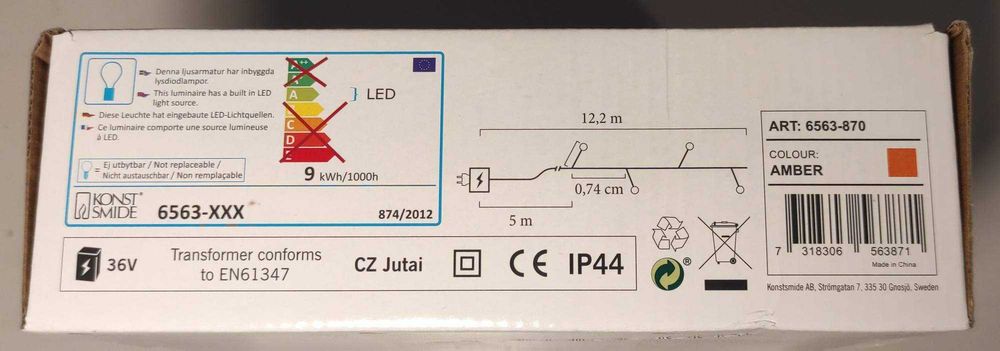 Denna ljusarmatur har inbyggda
lysdiodlampor.
This luminaire has a built in LED
light source.
Diese Leuchte hat eingebaute LED-Lichtquellen.
Ce luminaire comporte une source lumineuse
à LED.
Ej utbytbar / Not replaceable /
Nicht austauschbar / Non remplaçable
A++
A
B
C
D
E
LED
9 kWh/1000h
KONST
SMIDE®
6563-XXX
874/2012
12,2 m
0,74 cm
5 m
ART: 6563-870
COLOUR:
AMBER
7 318306 563871
Made in China
Konstsmide AB, Strömgatan 7, 335 30 Gnosjö, Sweden
36V
Transformer conforms
to EN61347
CZ Jutai
CE
IP44
®